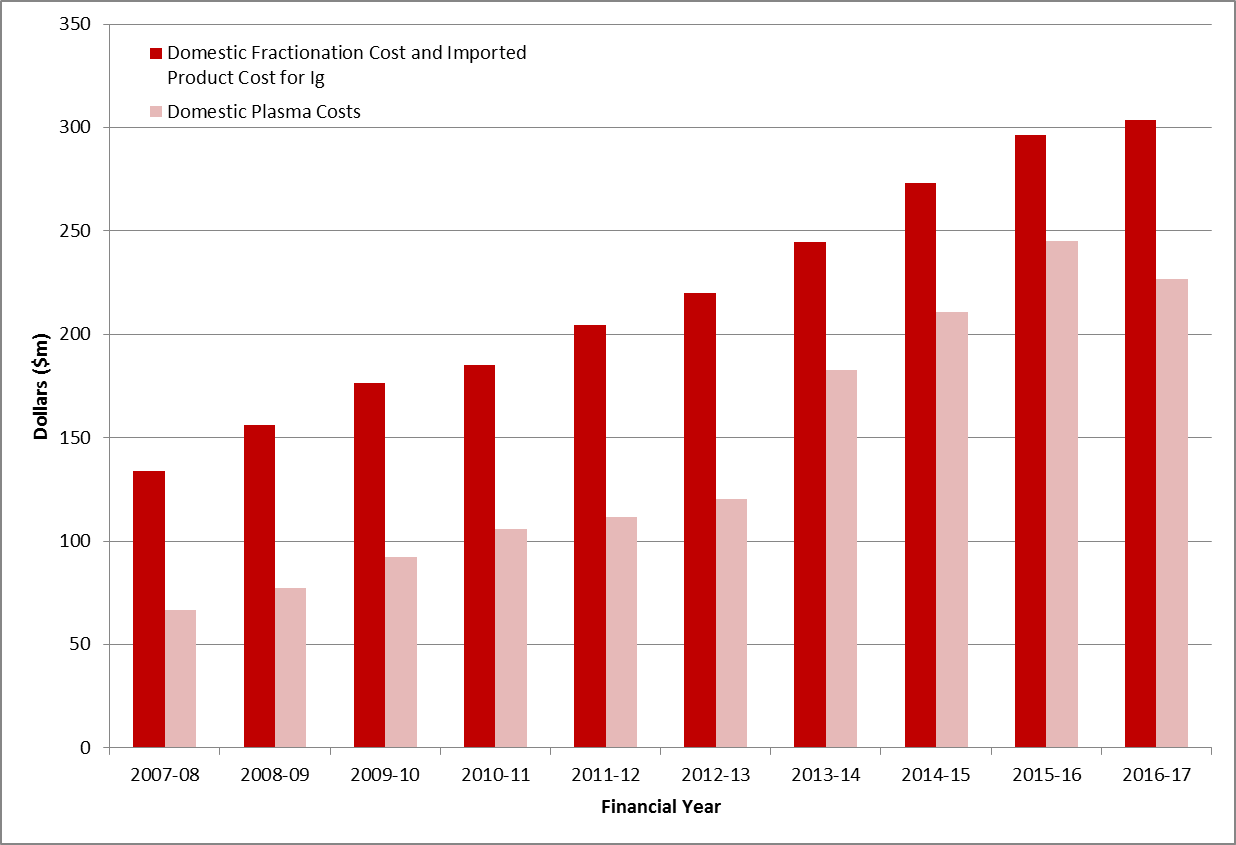 350
300
250
200
150
100
50
0
Dollars ($m)
Domestic Fractionation Cost and Imported
Product Cost for Ig
Domestic Plasma Costs
2007-08 2008-09 2009-10 2010-11 2011-12 2012-13 2013-14 2014-15 2015-16 2016-17
Financial Year